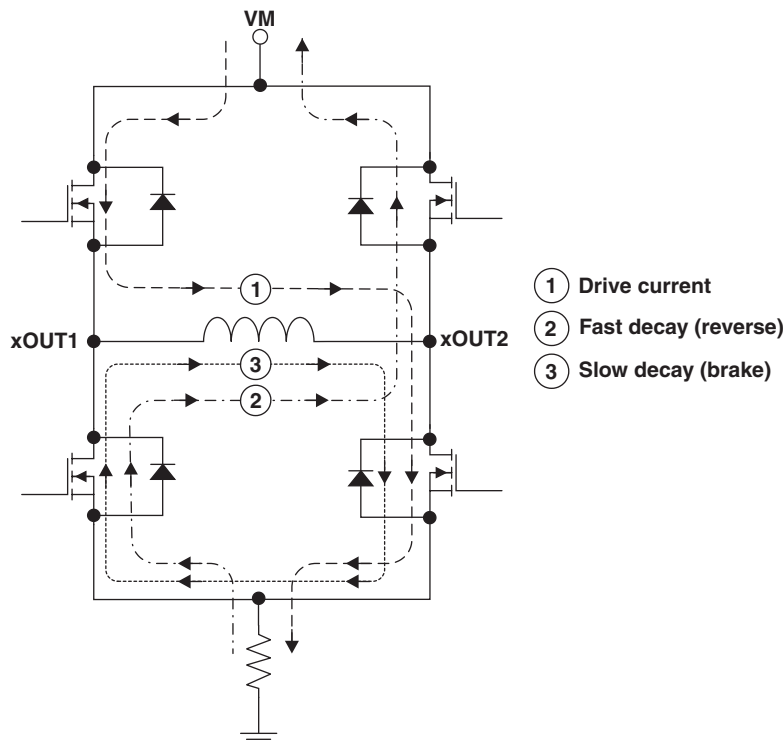 VM
1
1 Drive current
xOUT1
xOUT2
2 Fast decay (reverse)
3
3 Slow decay (brake)
2